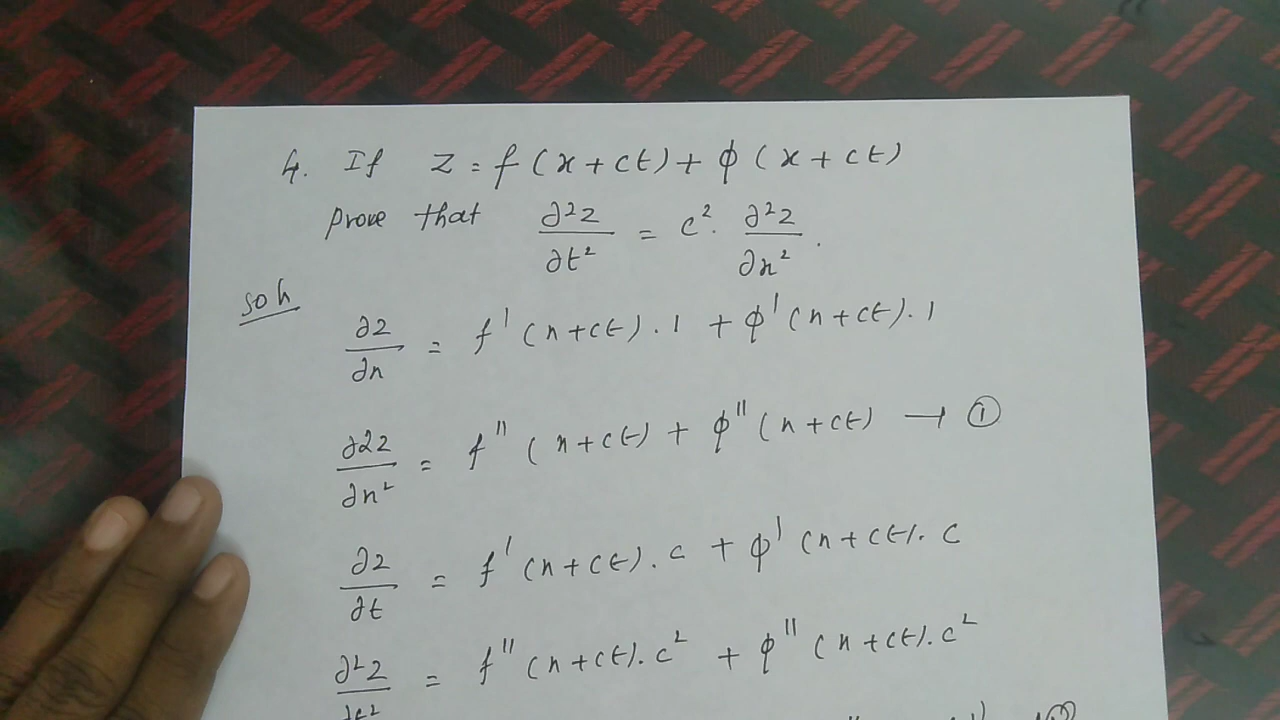 4. If z = f(x+ct) + ϕ(x+ct)
prove that ∂²z/∂t² = c². ∂²z/∂x².
soln
∂z/∂x = f'(x+ct).1 + ϕ'(x+ct).1
∂²z/∂x² = f''(x+ct) + ϕ''(x+ct) → ①
∂z/∂t = f'(x+ct).c + ϕ'(x+ct).c
∂²z/∂t² = f''(x+ct).c² + ϕ''(x+ct).c²